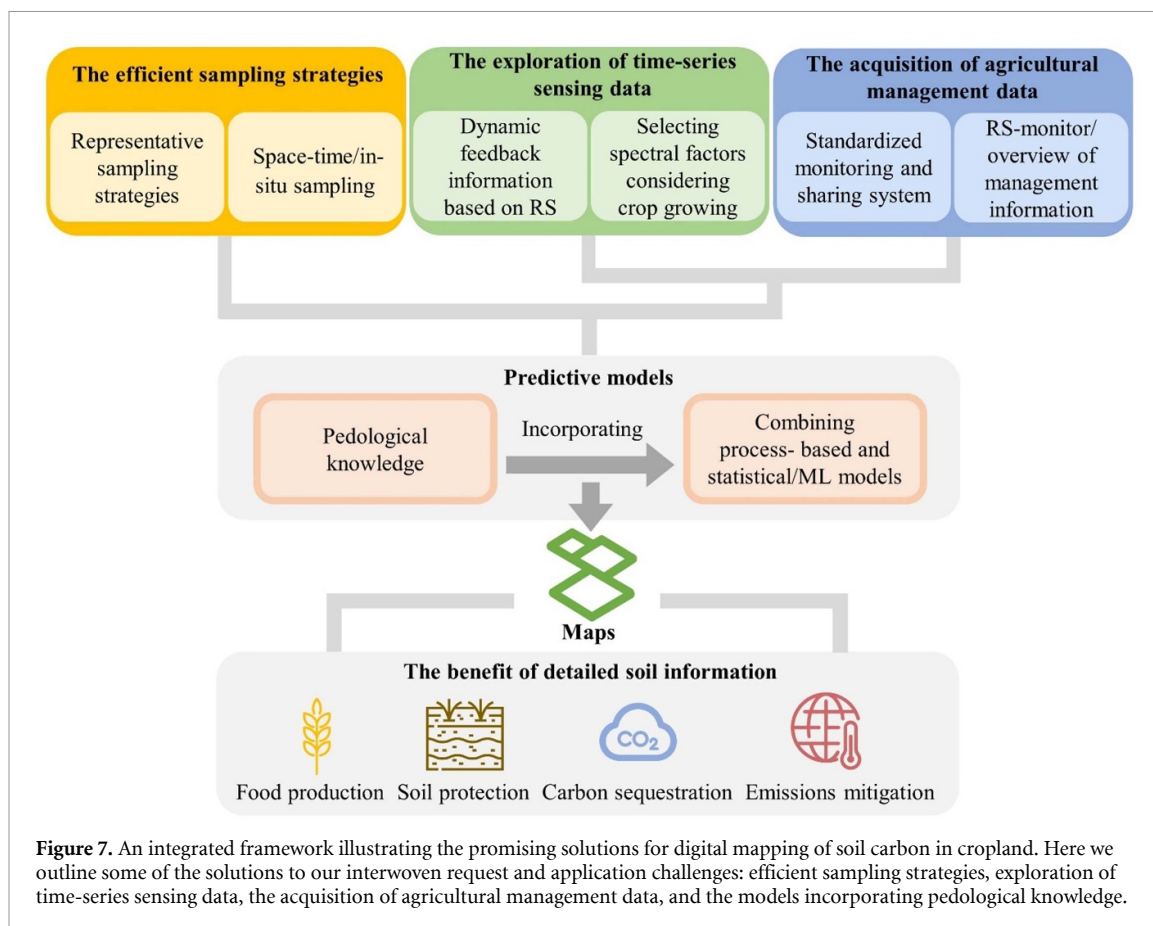 The efficient sampling strategies
Representative
sampling
strategies
Space-time/in-
situ sampling
The exploration of time-series
sensing data
Dynamic
feedback
information
based on RS
Selecting
spectral factors
considering
crop growing
The acquisition of agricultural
management data
Standardized
monitoring and
sharing system
RS-monitor/
overview of
management
information
Predictive models
Pedological
knowledge
Incorporating
Combining
process- based and
statistical/ML models
Maps
The benefit of detailed soil information
CO2
Food production
Soil protection
Carbon sequestration
Emissions mitigation
Figure 7. An integrated framework illustrating the promising solutions for digital mapping of soil carbon in cropland. Here we
outline some of the solutions to our interwoven request and application challenges: efficient sampling strategies, exploration of
time-series sensing data, the acquisition of agricultural management data, and the models incorporating pedological knowledge.